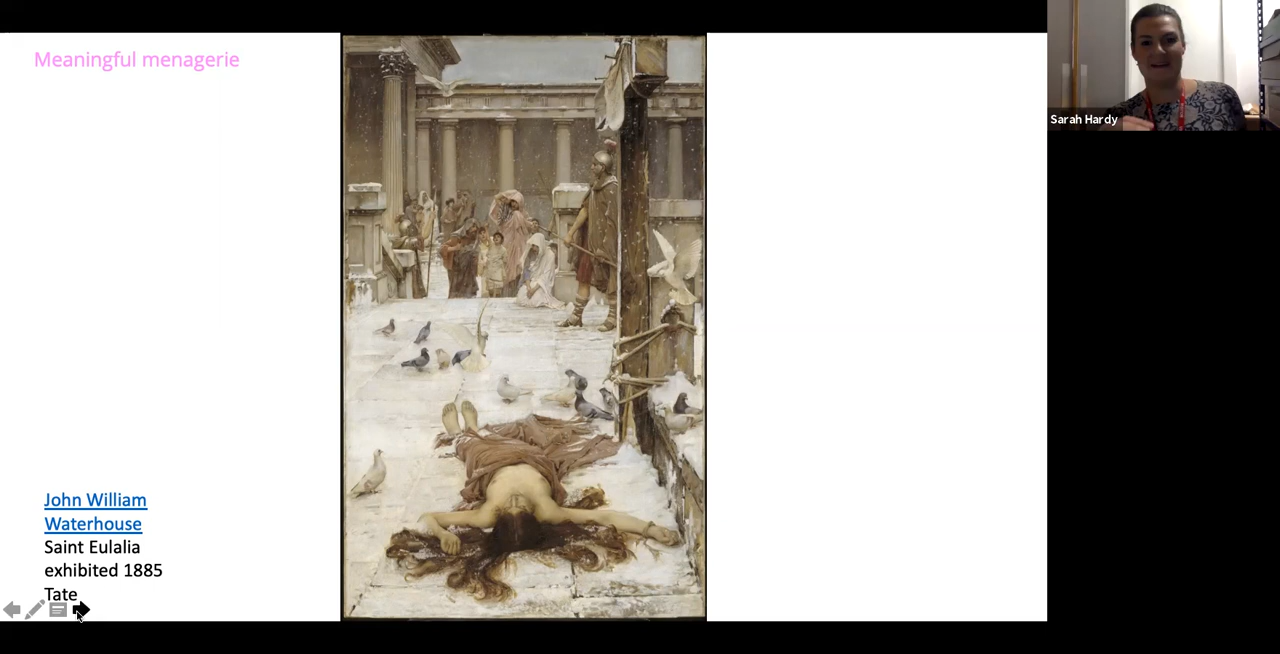 Meaningful menagerie
Sarah Hardy
John William
Waterhouse
Saint Eulalia
exhibited 1885
Tate